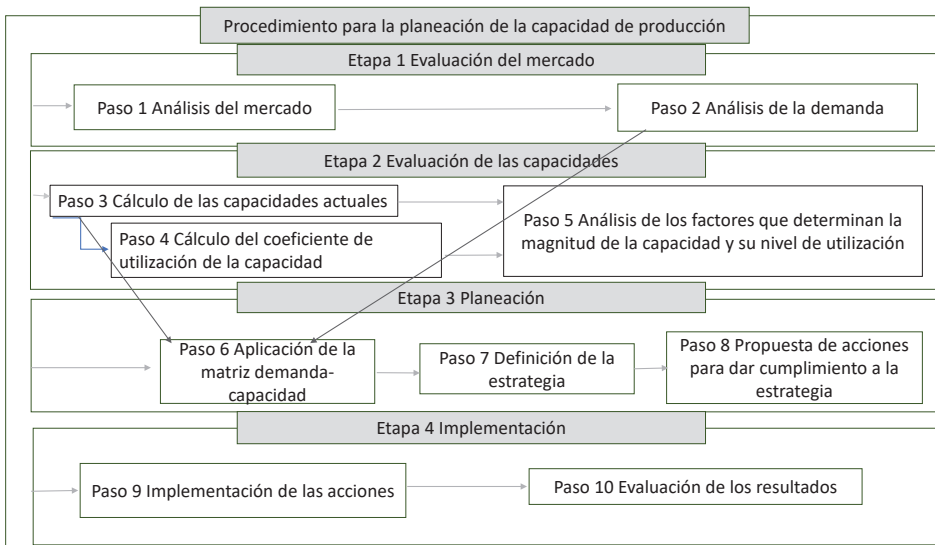 Procedimiento para la planeación de la capacidad de producción
Etapa 1 Evaluación del mercado
Paso 1 Análisis del mercado
Paso 2 Análisis de la demanda
Etapa 2 Evaluación de las capacidades
Paso 3 Cálculo de las capacidades actuales
Paso 4 Cálculo del coeficiente de
utilización de la capacidad
Paso 5 Análisis de los factores que determinan la
magnitud de la capacidad y su nivel de utilización
Etapa 3 Planeación
Paso 6 Aplicación de la
matriz demanda-
capacidad
Paso 7 Definición de la
estrategia
Paso 8 Propuesta de acciones
para dar cumplimiento a la
estrategia
Etapa 4 Implementación
Paso 9 Implementación de las acciones
Paso 10 Evaluación de los resultados